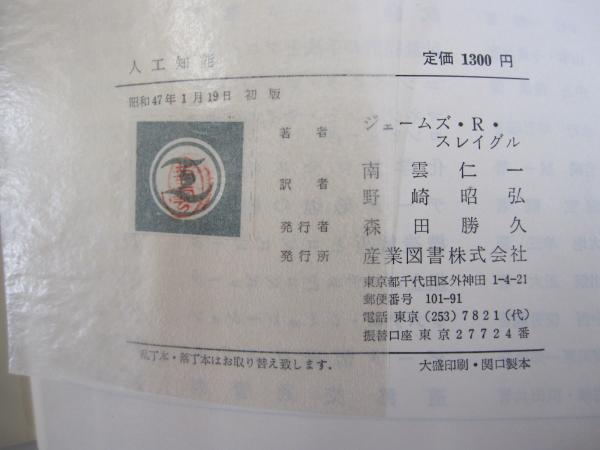 人工知能
定価 1300 円
昭和47年1月19日 初版
著者 ジェームズ・R・
スレイグル
訳者 南雲仁一
野崎昭弘
発行者 森田勝久
発行所 産業図書株式会社
東京都千代田区外神田 1-4-21
郵便番号 101-91
電話 東京 (253) 7821 (代)
振替口座 東京 27724 番
乱丁本・落丁本はお取り替え致します.
大盛印刷・関口製本